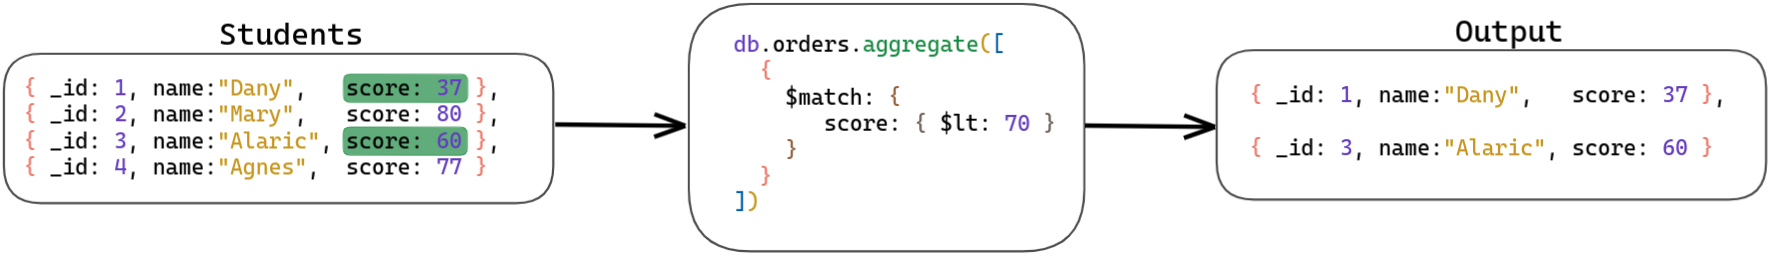 Students
{ _id: 1, name:"Dany",   score: 37 },
{ _id: 2, name:"Mary",   score: 80 },
{ _id: 3, name:"Alaric", score: 60 },
{ _id: 4, name:"Agnes",  score: 77 }
db.orders.aggregate([
  {
    $match: {
       score: { $lt: 70 }
    }
  }
])
Output
{ _id: 1, name:"Dany",   score: 37 },
{ _id: 3, name:"Alaric", score: 60 }